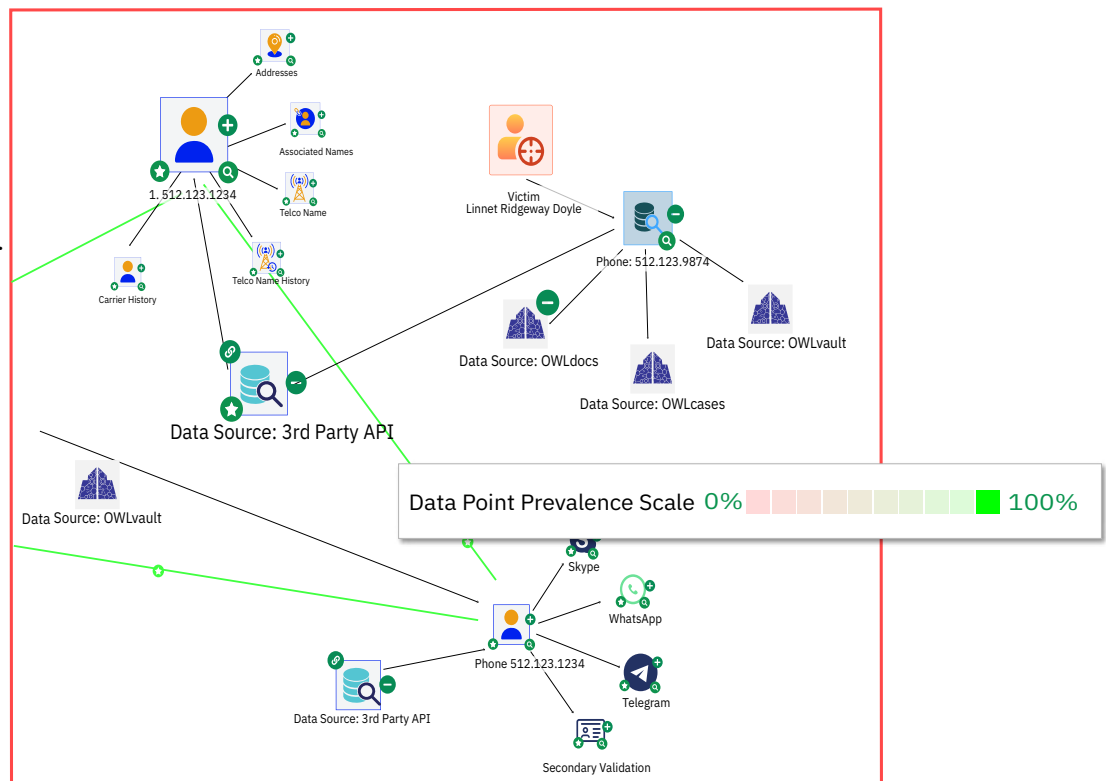 Addresses
Associated Names
1. 512.123.1234
Telco Name
Victim
Linnet Ridgeway Doyle
Phone: 512.123.9874
Telco Name History
Carrier History
Data Source: OWLvault
Data Source: OWLdocs
Data Source: OWLcases
Data Source: 3rd Party API
Data Point Prevalence Scale 0% 100%
Data Source: OWLvault
Skype
WhatsApp
Phone 512.123.1234
Telegram
Data Source: 3rd Party API
Secondary Validation